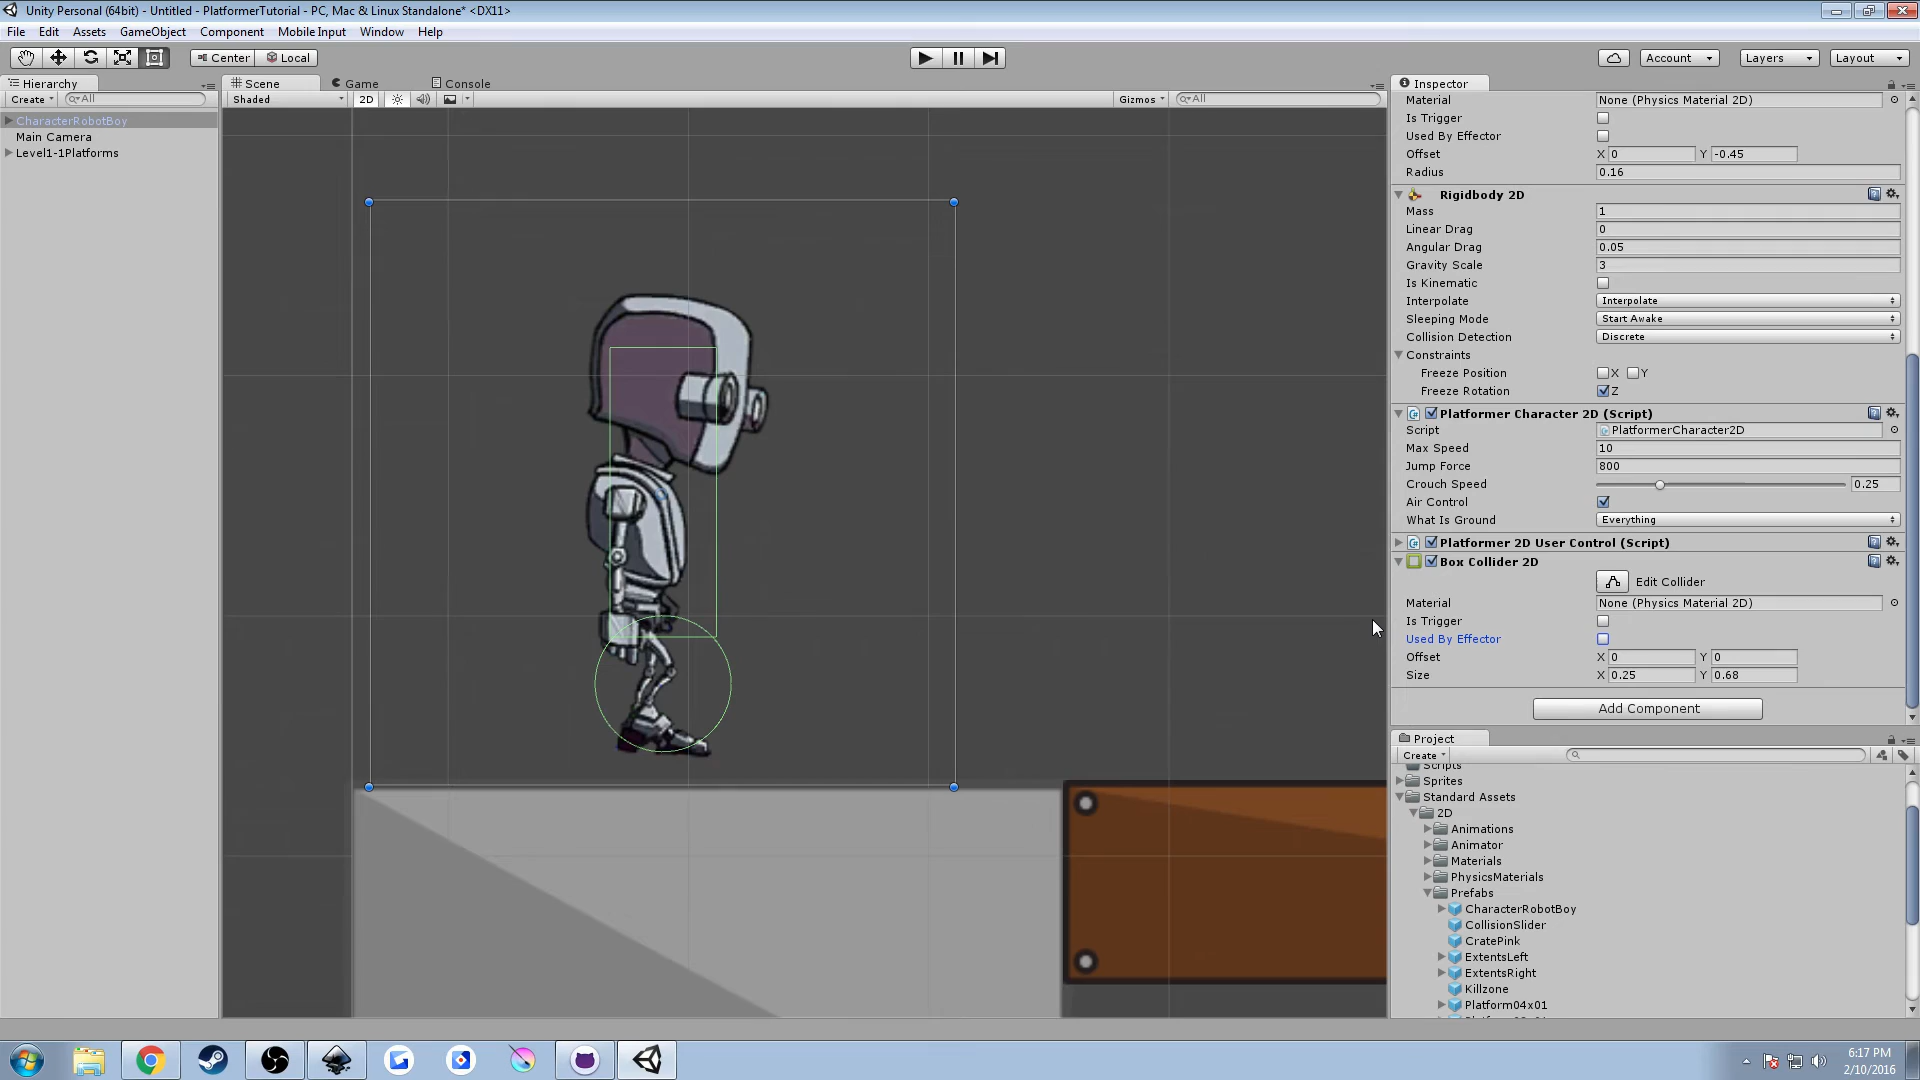 Unity Personal (64bit) - Untitled - PlatformerTutorial - PC, Mac & Linux Standalone* <DX11>
File Edit Assets GameObject Component Mobile Input Window Help
Center Local
Account Layers Layout
Hierarchy
Create All
CharacterRobotBoy
Main Camera
Level1-1Platforms
Scene Game Console
Shaded 2D Gizmos All
Inspector
Material None (Physics Material 2D)
Is Trigger
Used By Effector
Offset X 0 Y -0.45
Radius 0.16
Rigidbody 2D
Mass 1
Linear Drag 0
Angular Drag 0.05
Gravity Scale 3
Is Kinematic
Interpolate Interpolate
Sleeping Mode Start Awake
Collision Detection Discrete
Constraints
Freeze Position X Y
Freeze Rotation Z
Platformer Character 2D (Script)
Script PlatformerCharacter2D
Max Speed 10
Jump Force 800
Crouch Speed 0.25
Air Control
What Is Ground Everything
Platformer 2D User Control (Script)
Box Collider 2D
Edit Collider
Material None (Physics Material 2D)
Is Trigger
Used By Effector
Offset X 0 Y 0
Size X 0.25 Y 0.68
Add Component
Project
Create
Scripts
Sprites
Standard Assets
2D
Animations
Animator
Materials
PhysicsMaterials
Prefabs
CharacterRobotBoy
CollisionSlider
CratePink
ExtentsLeft
ExtentsRight
Killzone
Platform04x01
6:17 PM
2/10/2016